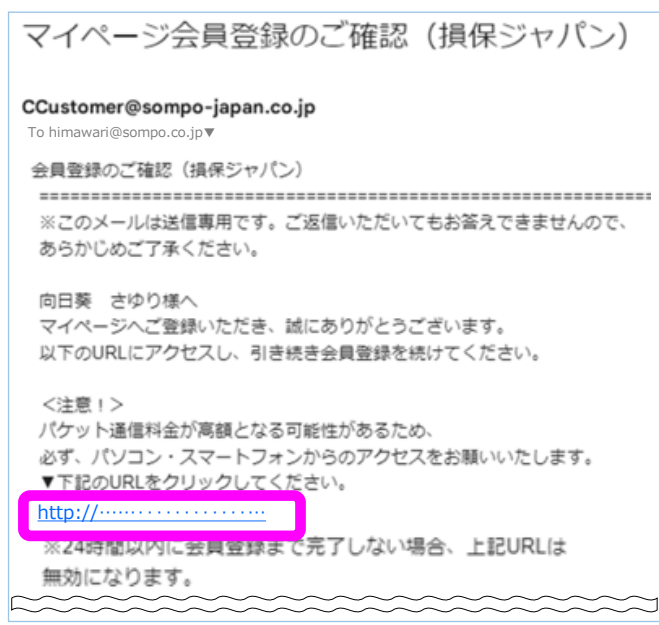 マイページ会員登録のご確認（損保ジャパン）
CCustomer@sompo-japan.co.jp
To himawari@sompo.co.jp▼
会員登録のご確認（損保ジャパン）
============================================================
※このメールは送信専用です。ご返信いただいてもお答えできませんので、
あらかじめご了承ください。
向日葵　さゆり様へ
マイページへご登録いただき、誠にありがとうございます。
以下のURLにアクセスし、引き続き会員登録を続けてください。
＜注意！＞
パケット通信料金が高額となる可能性があるため、
必ず、パソコン・スマートフォンからのアクセスをお願いいたします。
▼下記のURLをクリックしてください。
http://……・・・・・・・・・・・…
※24時間以内に会員登録まで完了しない場合、上記URLは
無効になります。